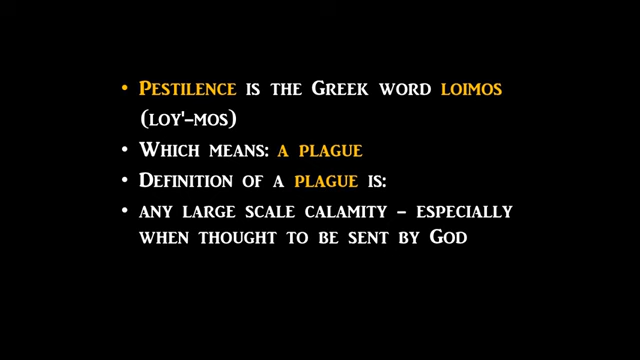 • Pestilence is the Greek word loimos
(loy'-mos)
• Which means: a plague
• Definition of a plague is:
• any large scale calamity – especially
when thought to be sent by God